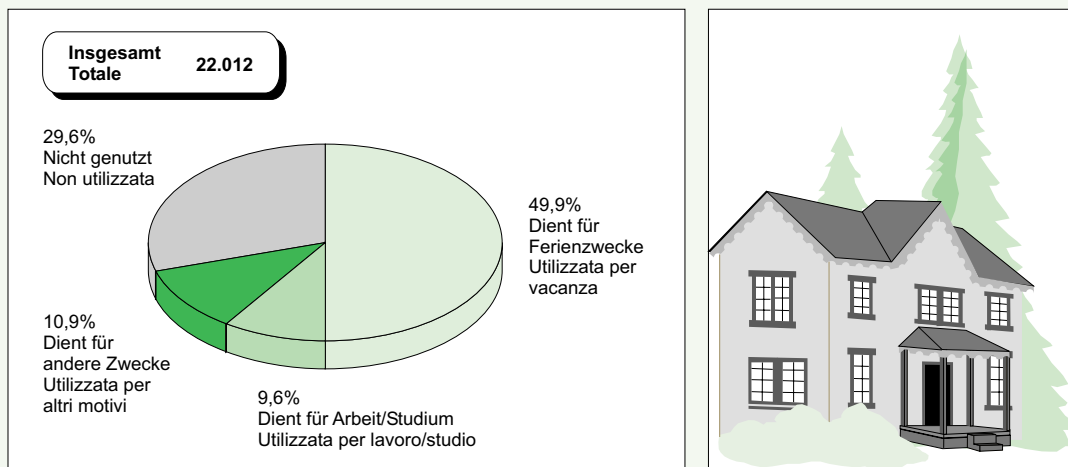 Insgesamt
Totale 22.012
29,6%
Nicht genutzt
Non utilizzata
49,9%
Dient für
Ferienzwecke
Utilizzata per
vacanza
10,9%
Dient für
andere Zwecke
Utilizzata per
altri motivi
9,6%
Dient für Arbeit/Studium
Utilizzata per lavoro/studio